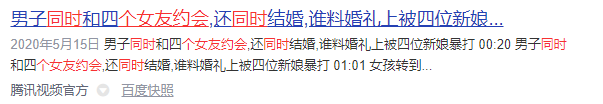 男子同时和四个女友约会,还同时结婚,谁料婚礼上被四位新娘...
2020年5月15日 男子同时和四个女友约会,还同时结婚,谁料婚礼上被四位新娘暴打 00:20 男子同时
和四个女友约会,还同时结婚,谁料婚礼上被四位新娘暴打 01:01 女孩转到...
腾讯视频官方 百度快照